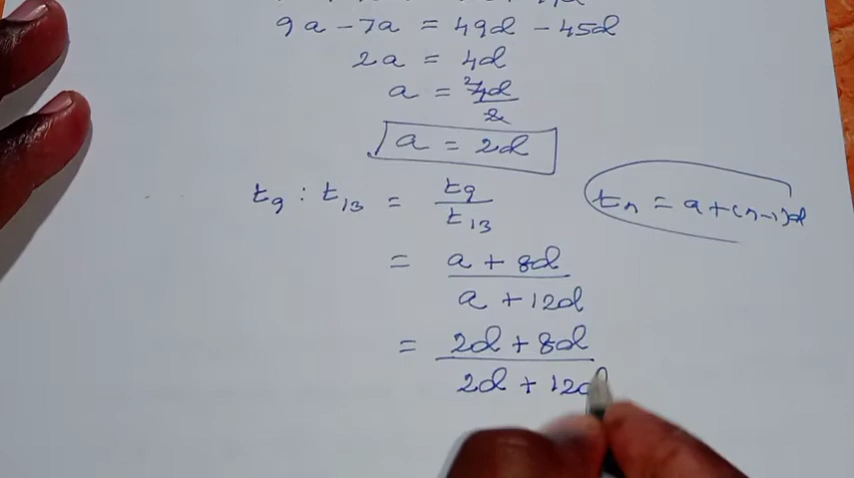 9a - 7a = 49d - 45d
2a = 4d
a = ²4d/2
a = 2d
t₉ : t₁₃ = t₉/t₁₃
tₙ = a+(n-1)d
= a + 8d / a + 12d
= 2d + 8d / 2d + 12d